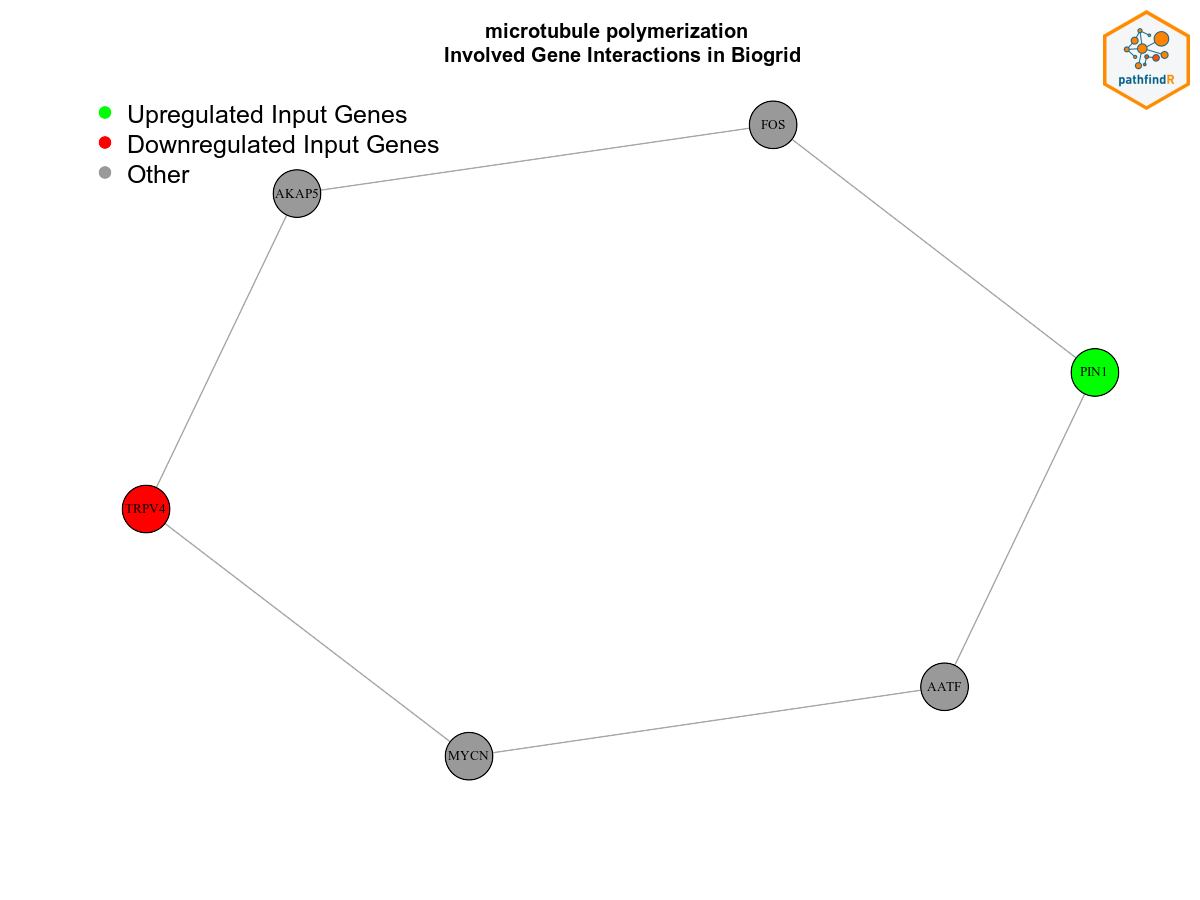 microtubule polymerization
Involved Gene Interactions in Biogrid
pathfindR
Upregulated Input Genes
Downregulated Input Genes
Other
FOS
AKAP5
PIN1
TRPV4
AATF
MYCN